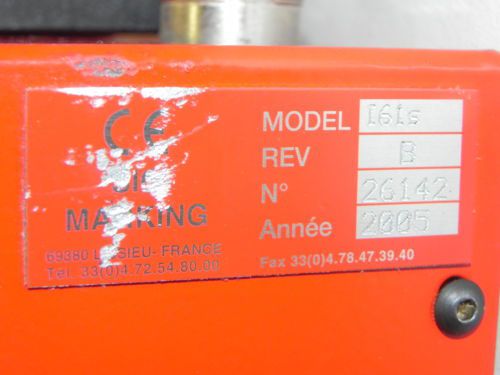 CE
MARKING
69380 FRANCE
Tel. 33(0)4.72.54.80.00
MODEL I61s
REV B
N° 26142
Année 2005
Fax 33(0)4.78.47.39.40